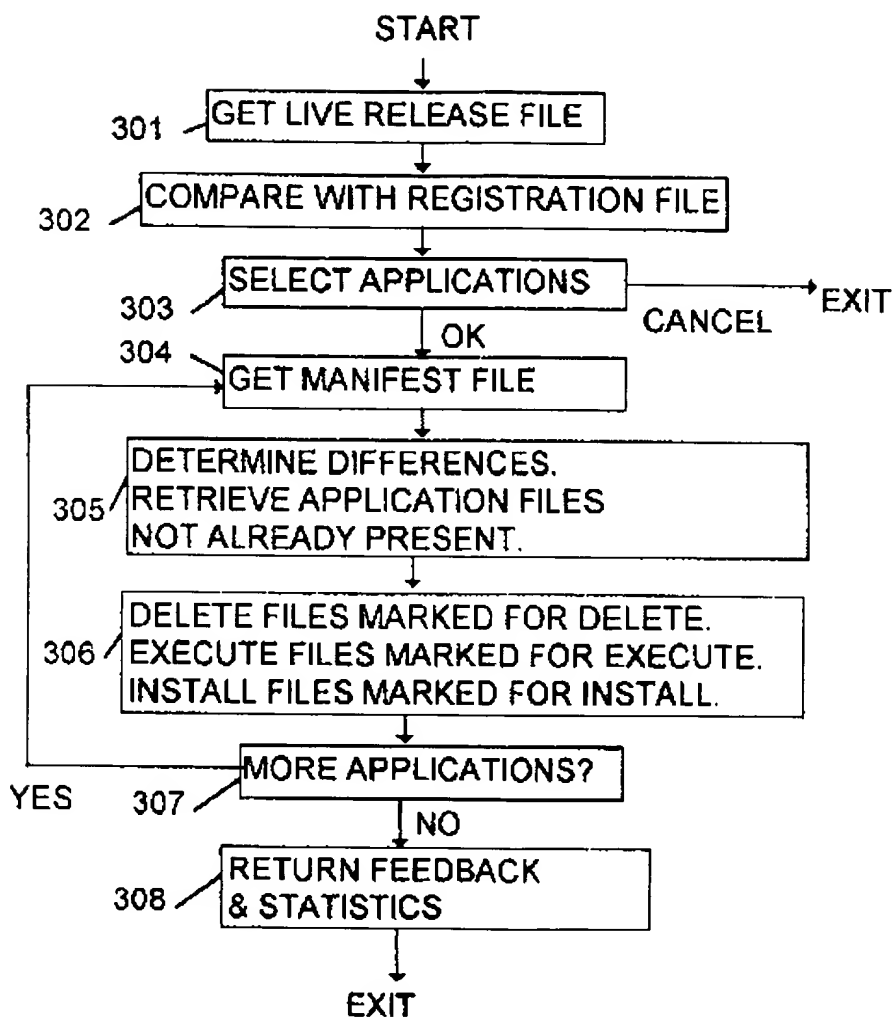 START
301
GET LIVE RELEASE FILE
302
COMPARE WITH REGISTRATION FILE
303
SELECT APPLICATIONS
CANCEL
EXIT
OK
304
GET MANIFEST FILE
305
DETERMINE DIFFERENCES.
RETRIEVE APPLICATION FILES
NOT ALREADY PRESENT.
306
DELETE FILES MARKED FOR DELETE.
EXECUTE FILES MARKED FOR EXECUTE.
INSTALL FILES MARKED FOR INSTALL.
YES
307
MORE APPLICATIONS?
NO
308
RETURN FEEDBACK
& STATISTICS
EXIT